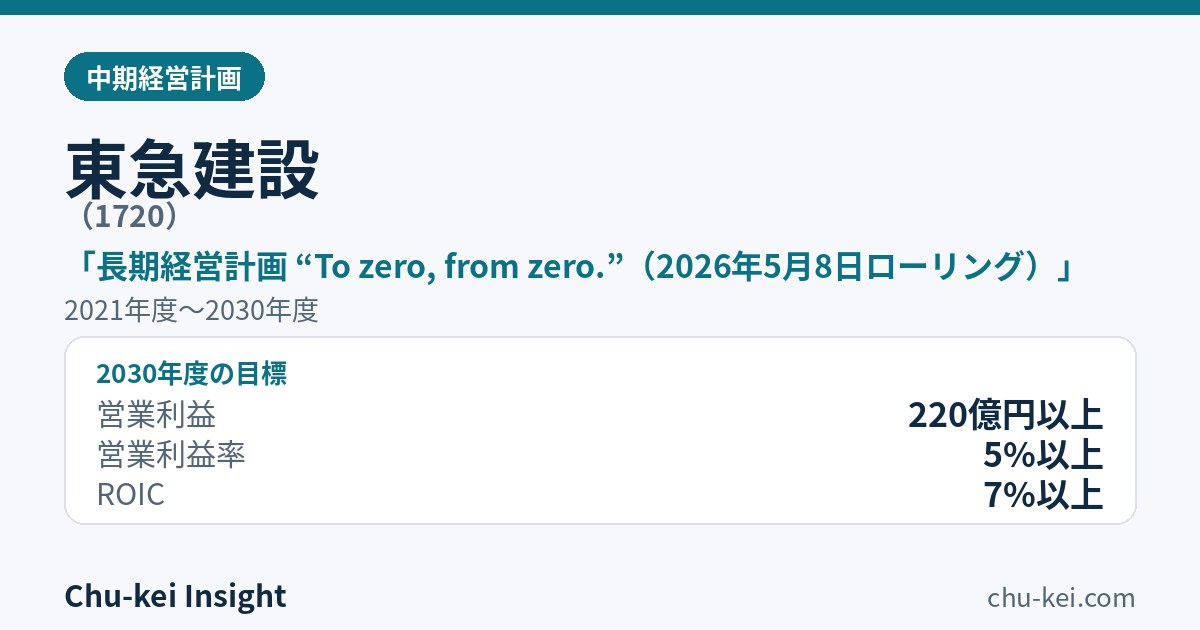 中期経営計画
東急建設
（1720）
「長期経営計画 “To zero, from zero.”（2026年5月8日ローリング）」
2021年度～2030年度
2030年度の目標
営業利益 220億円以上
営業利益率 5%以上
ROIC 7%以上
Chu-kei Insight chu-kei.com